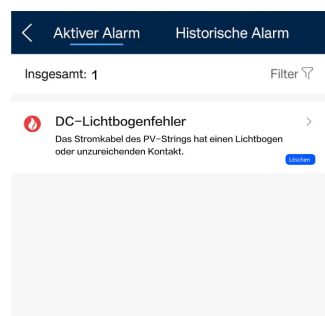 Aktiver Alarm Historische Alarm
Insgesamt: 1 Filter
DC-Lichtbogenfehler
Das Stromkabel des PV-Strings hat einen Lichtbogen
oder unzureichenden Kontakt.
Löschen